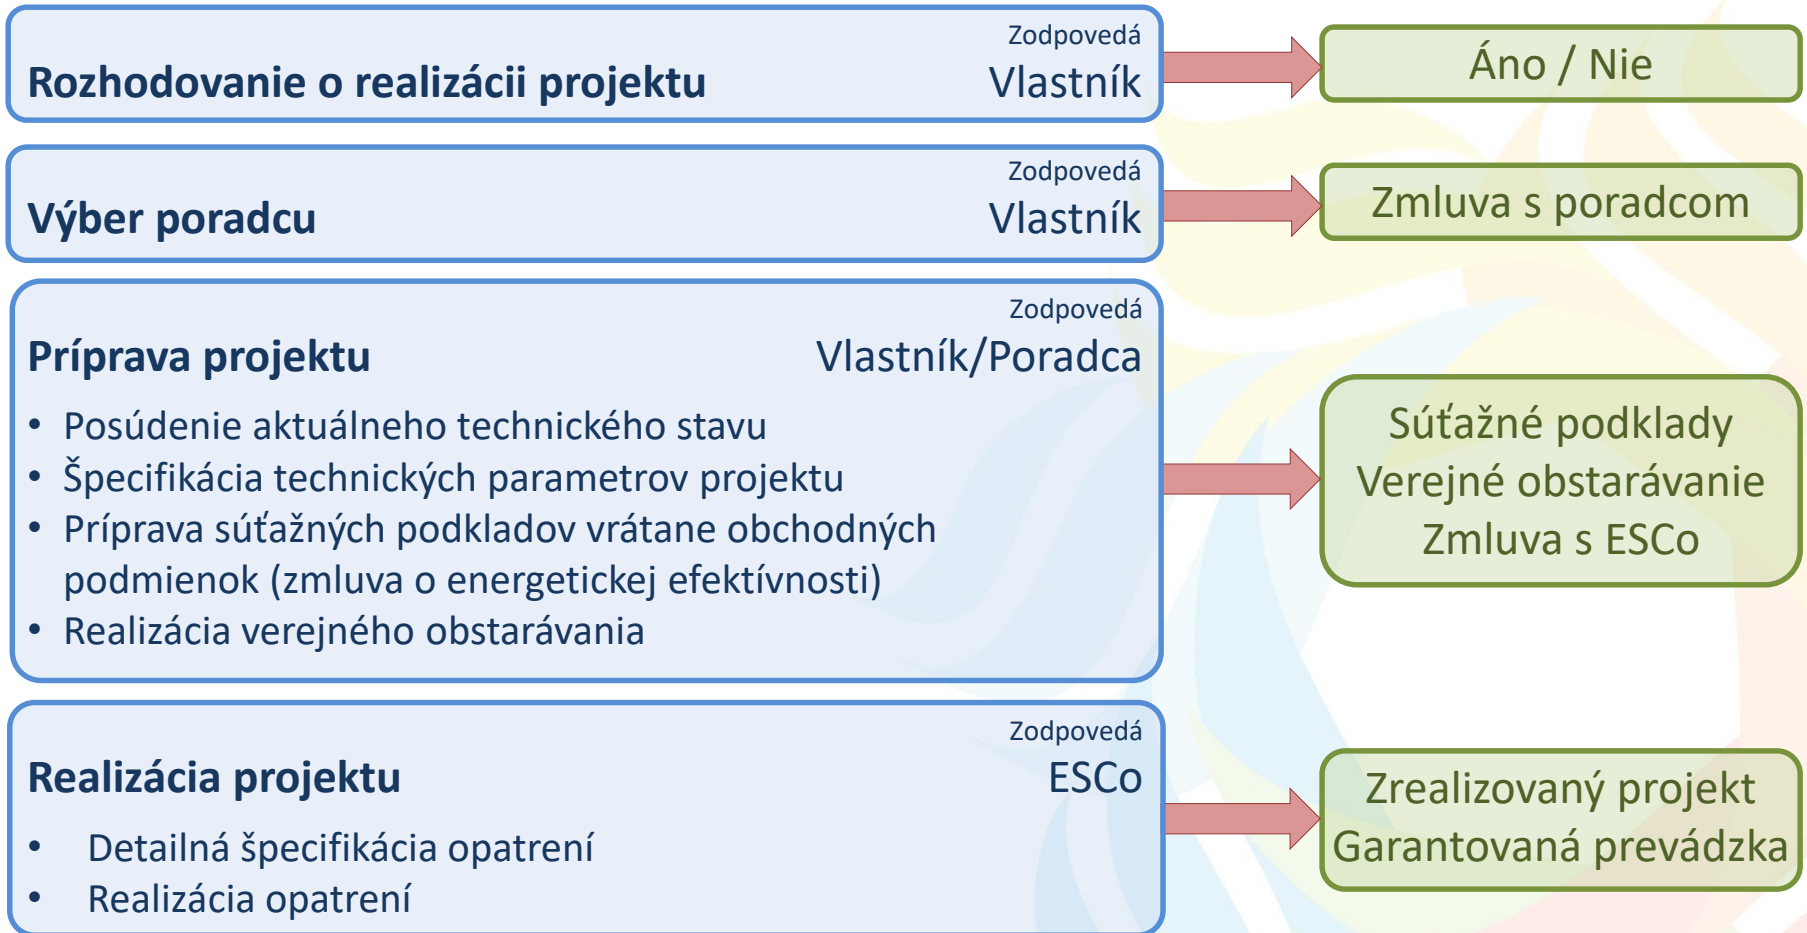 Zodpovedá
Rozhodovanie o realizácii projektu Vlastník
Áno / Nie
Zodpovedá
Výber poradcu Vlastník
Zmluva s poradcom
Zodpovedá
Príprava projektu Vlastník/Poradca
• Posúdenie aktuálneho technického stavu
• Špecifikácia technických parametrov projektu
• Príprava súťažných podkladov vrátane obchodných
podmienok (zmluva o energetickej efektívnosti)
• Realizácia verejného obstarávania
Súťažné podklady
Verejné obstarávanie
Zmluva s ESCo
Zodpovedá
Realizácia projektu ESCo
• Detailná špecifikácia opatrení
• Realizácia opatrení
Zrealizovaný projekt
Garantovaná prevádzka